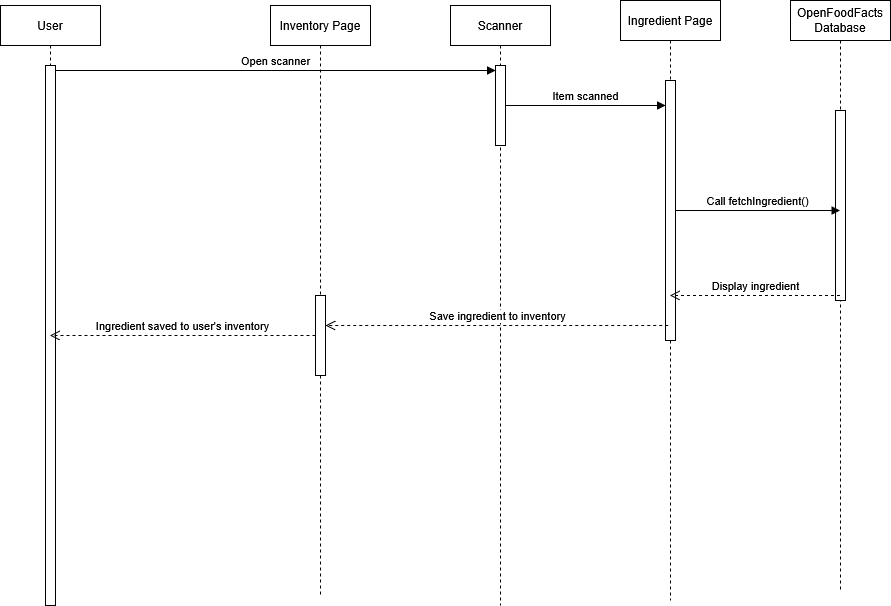 User
Inventory Page
Scanner
Ingredient Page
OpenFoodFacts
Database
Open scanner
Item scanned
Call fetchIngredient()
Display ingredient
Save ingredient to inventory
Ingredient saved to user's inventory